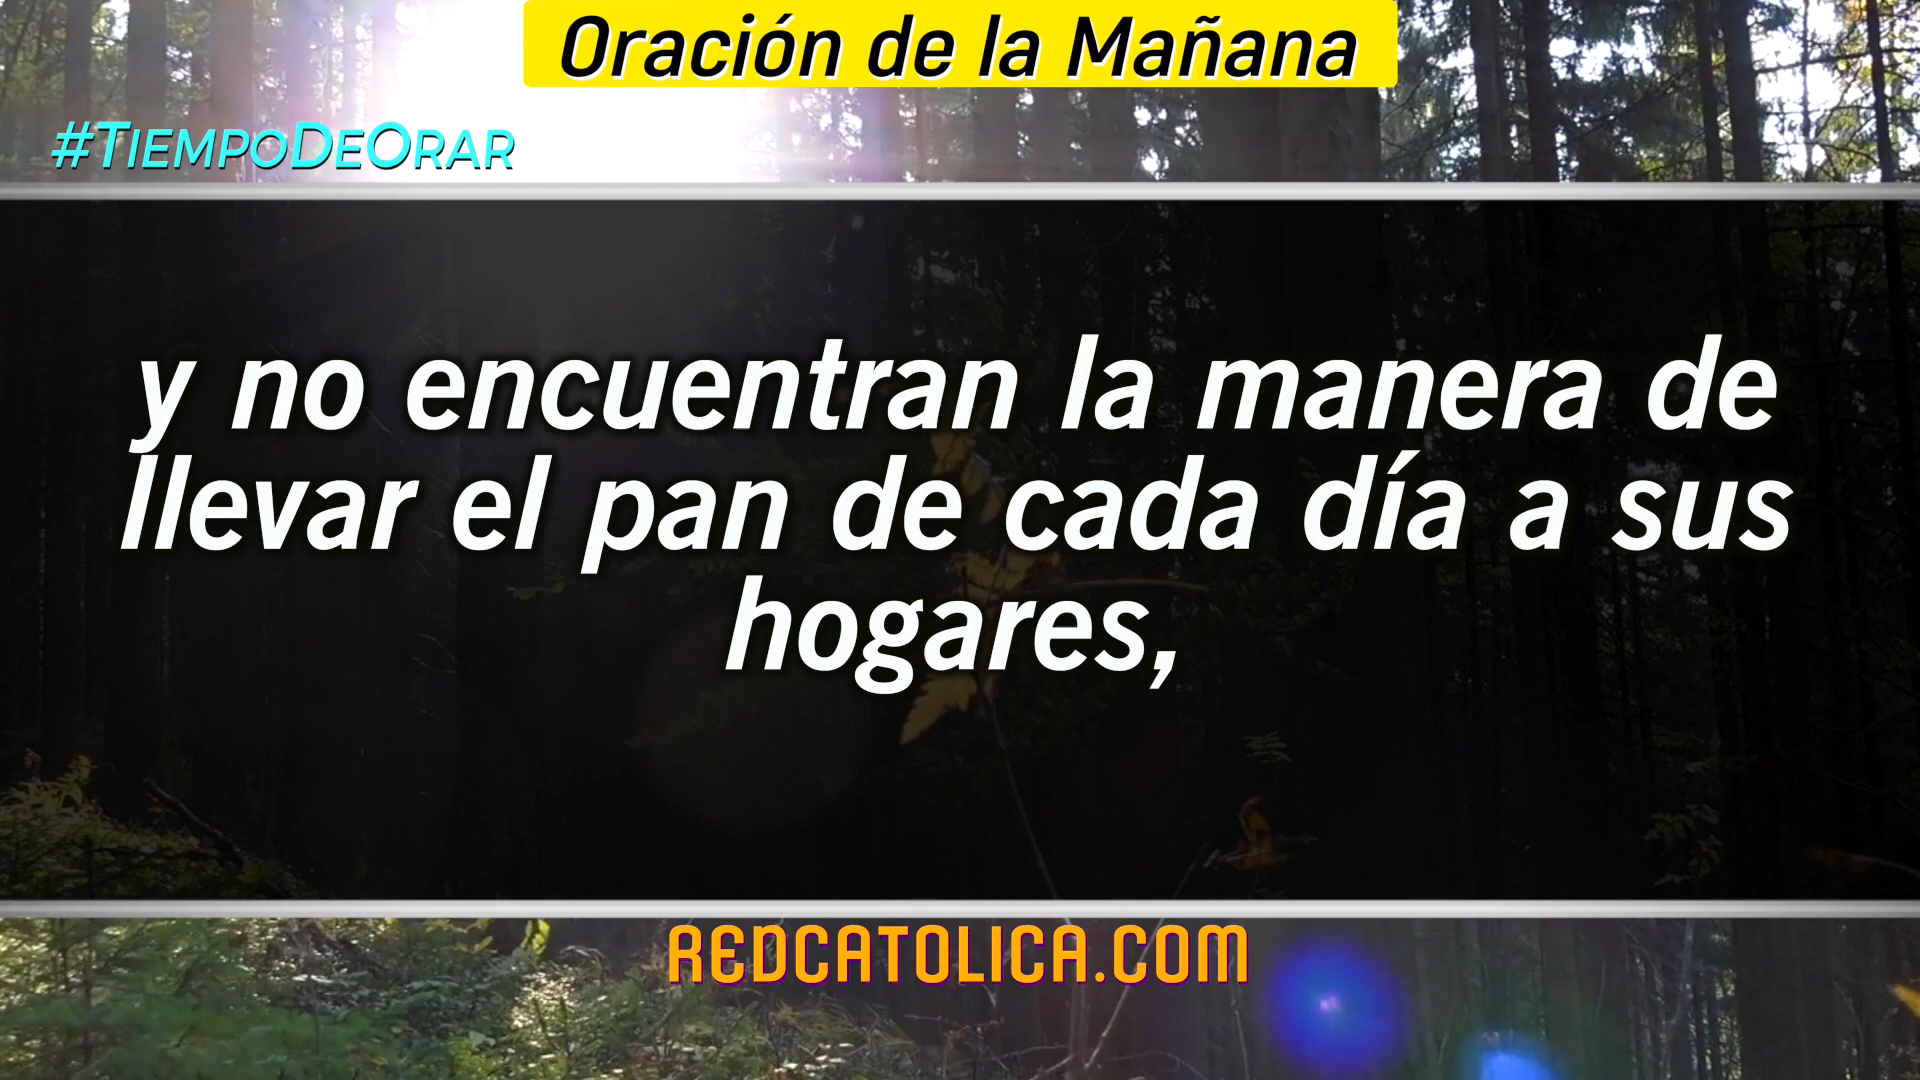 Oración de la Mañana
#TiempoDeOrar
y no encuentran la manera de
llevar el pan de cada día a sus
hogares,
REDCATOLICA.COM